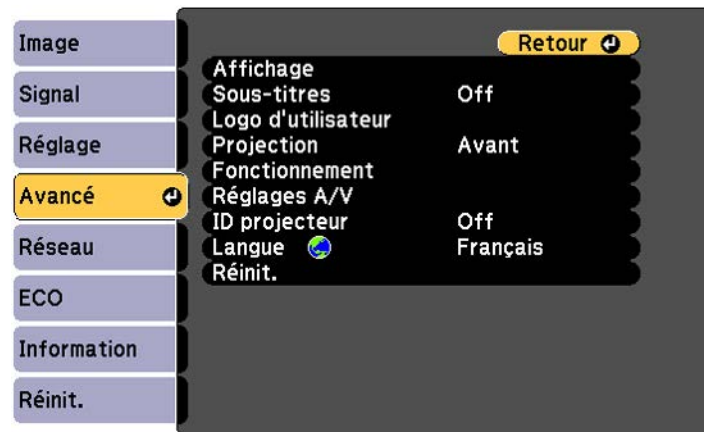 Image
Signal
Réglage
Avancé
Réseau
ECO
Information
Réinit.
Retour
Affichage
Sous-titres Off
Logo d'utilisateur
Projection Avant
Fonctionnement
Réglages A/V
ID projecteur Off
Langue Français
Réinit.